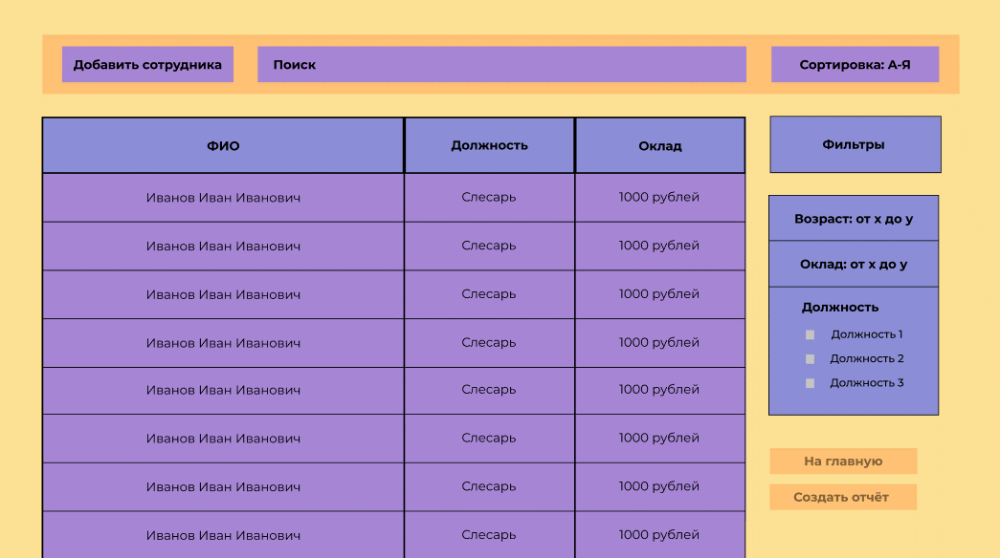 Добавить сотрудника
Поиск
Сортировка: А-Я
ФИО Должность Оклад
Иванов Иван Иванович Слесарь 1000 рублей
Иванов Иван Иванович Слесарь 1000 рублей
Иванов Иван Иванович Слесарь 1000 рублей
Иванов Иван Иванович Слесарь 1000 рублей
Иванов Иван Иванович Слесарь 1000 рублей
Иванов Иван Иванович Слесарь 1000 рублей
Иванов Иван Иванович Слесарь 1000 рублей
Иванов Иван Иванович Слесарь 1000 рублей
Фильтры
Возраст: от x до y
Оклад: от x до y
Должность
Должность 1
Должность 2
Должность 3
На главную
Создать отчёт